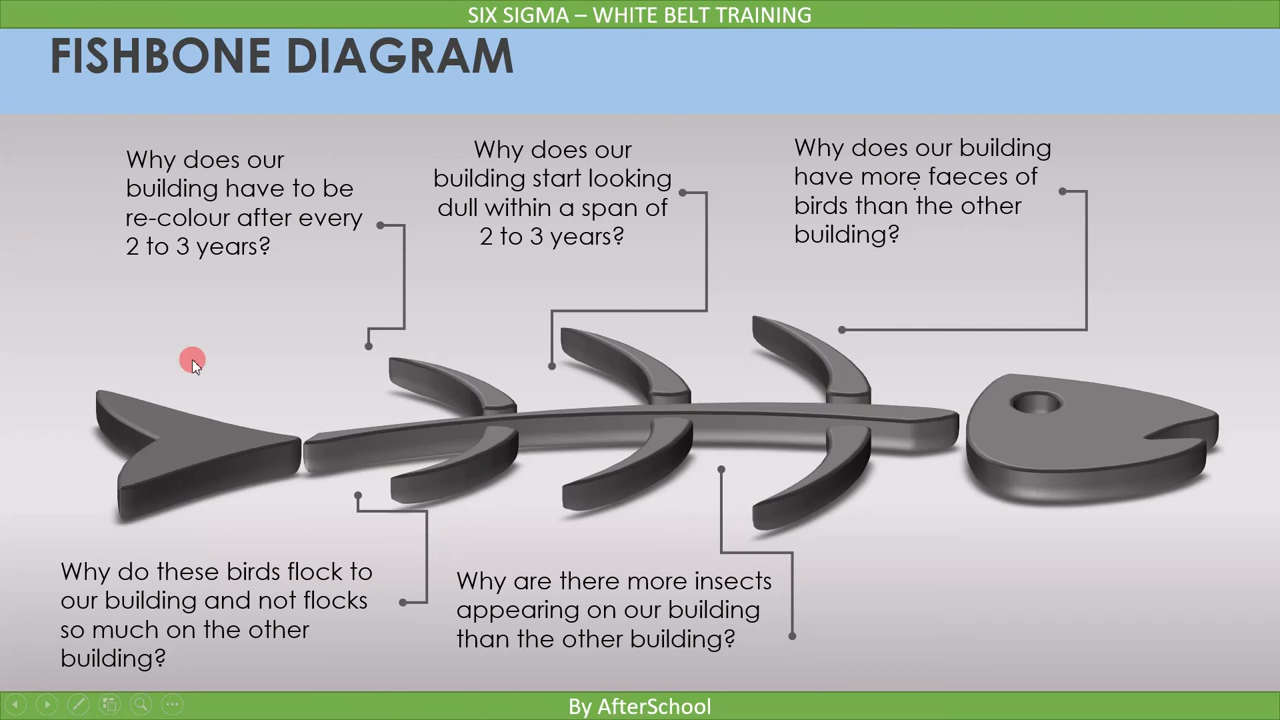 SIX SIGMA – WHITE BELT TRAINING
FISHBONE DIAGRAM
Why does our
building have to be
re-colour after every
2 to 3 years?
Why does our
building start looking
dull within a span of
2 to 3 years?
Why does our building
have more faeces of
birds than the other
building?
Why do these birds flock to
our building and not flocks
so much on the other
building?
Why are there more insects
appearing on our building
than the other building?
By AfterSchool